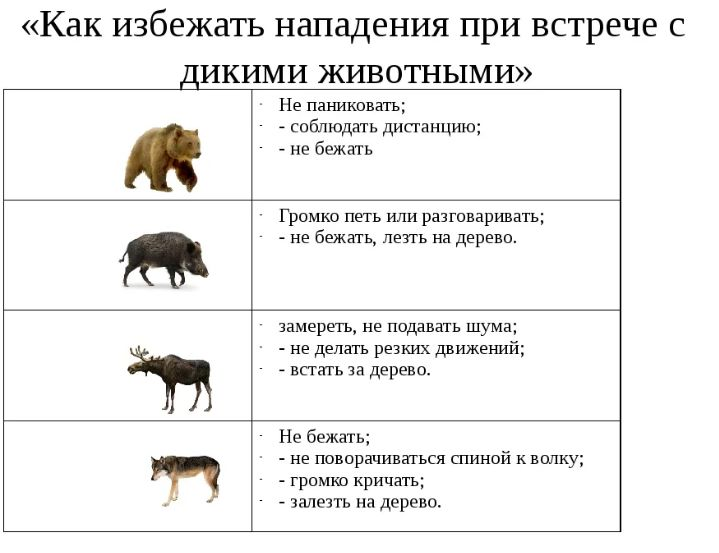 «Как избежать нападения при встрече с
дикими животными»
Не паниковать;
- соблюдать дистанцию;
- не бежать
Громко петь или разговаривать;
- не бежать, лезть на дерево.
замереть, не подавать шума;
- не делать резких движений;
- встать за дерево.
Не бежать;
- не поворачиваться спиной к волку;
- громко кричать;
- залезть на дерево.